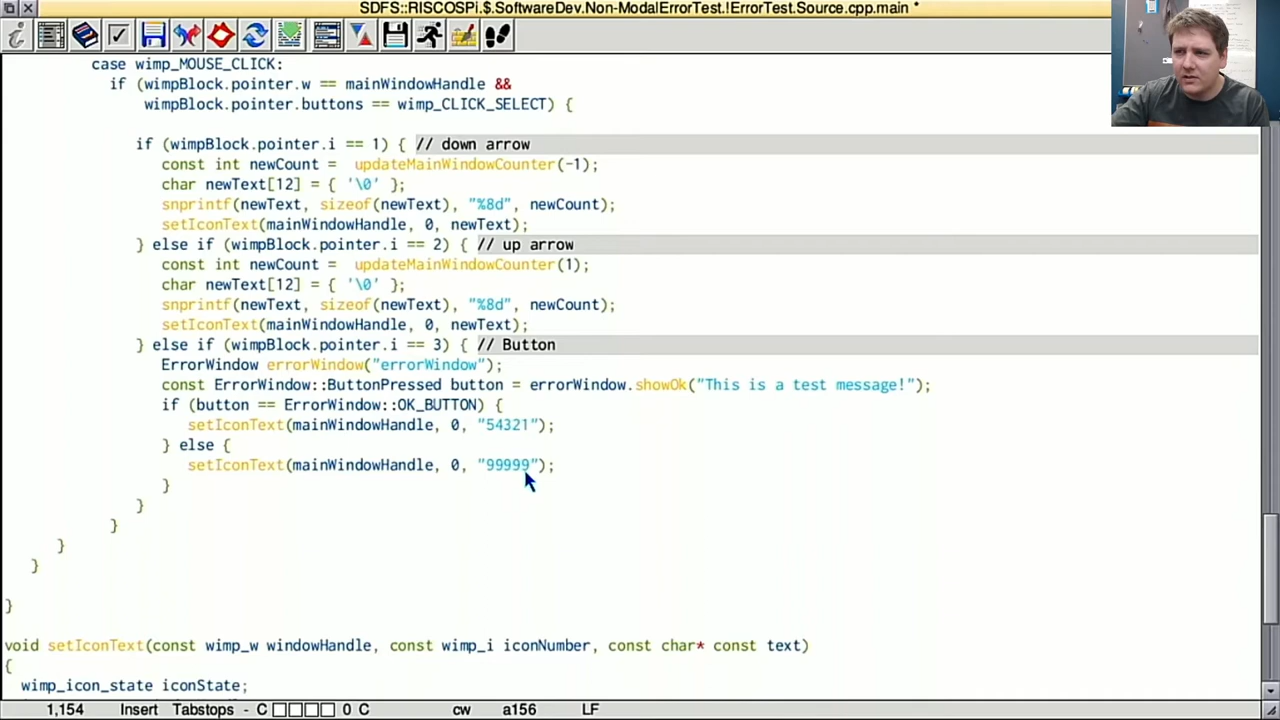 SDFS::RISCOSPi.$.SoftwareDev.Non-ModalErrorTest.!ErrorTest.Source.cpp.main *
case wimp_MOUSE_CLICK:
if (wimpBlock.pointer.w == mainWindowHandle &&
wimpBlock.pointer.buttons == wimp_CLICK_SELECT) {
if (wimpBlock.pointer.i == 1) { // down arrow
const int newCount =  updateMainWindowCounter(-1);
char newText[12] = { '\0' };
snprintf(newText, sizeof(newText), "%8d", newCount);
setIconText(mainWindowHandle, 0, newText);
} else if (wimpBlock.pointer.i == 2) { // up arrow
const int newCount =  updateMainWindowCounter(1);
char newText[12] = { '\0' };
snprintf(newText, sizeof(newText), "%8d", newCount);
setIconText(mainWindowHandle, 0, newText);
} else if (wimpBlock.pointer.i == 3) { // Button
ErrorWindow errorWindow("errorWindow");
const ErrorWindow::ButtonPressed button = errorWindow.showOk("This is a test message!");
if (button == ErrorWindow::OK_BUTTON) {
setIconText(mainWindowHandle, 0, "54321");
} else {
setIconText(mainWindowHandle, 0, "99999");
}
}
}
}
}
}
void setIconText(const wimp_w windowHandle, const wimp_i iconNumber, const char* const text)
{
wimp_icon_state iconState;
1,154 Insert Tabstops - C 0 C cw a156 LF